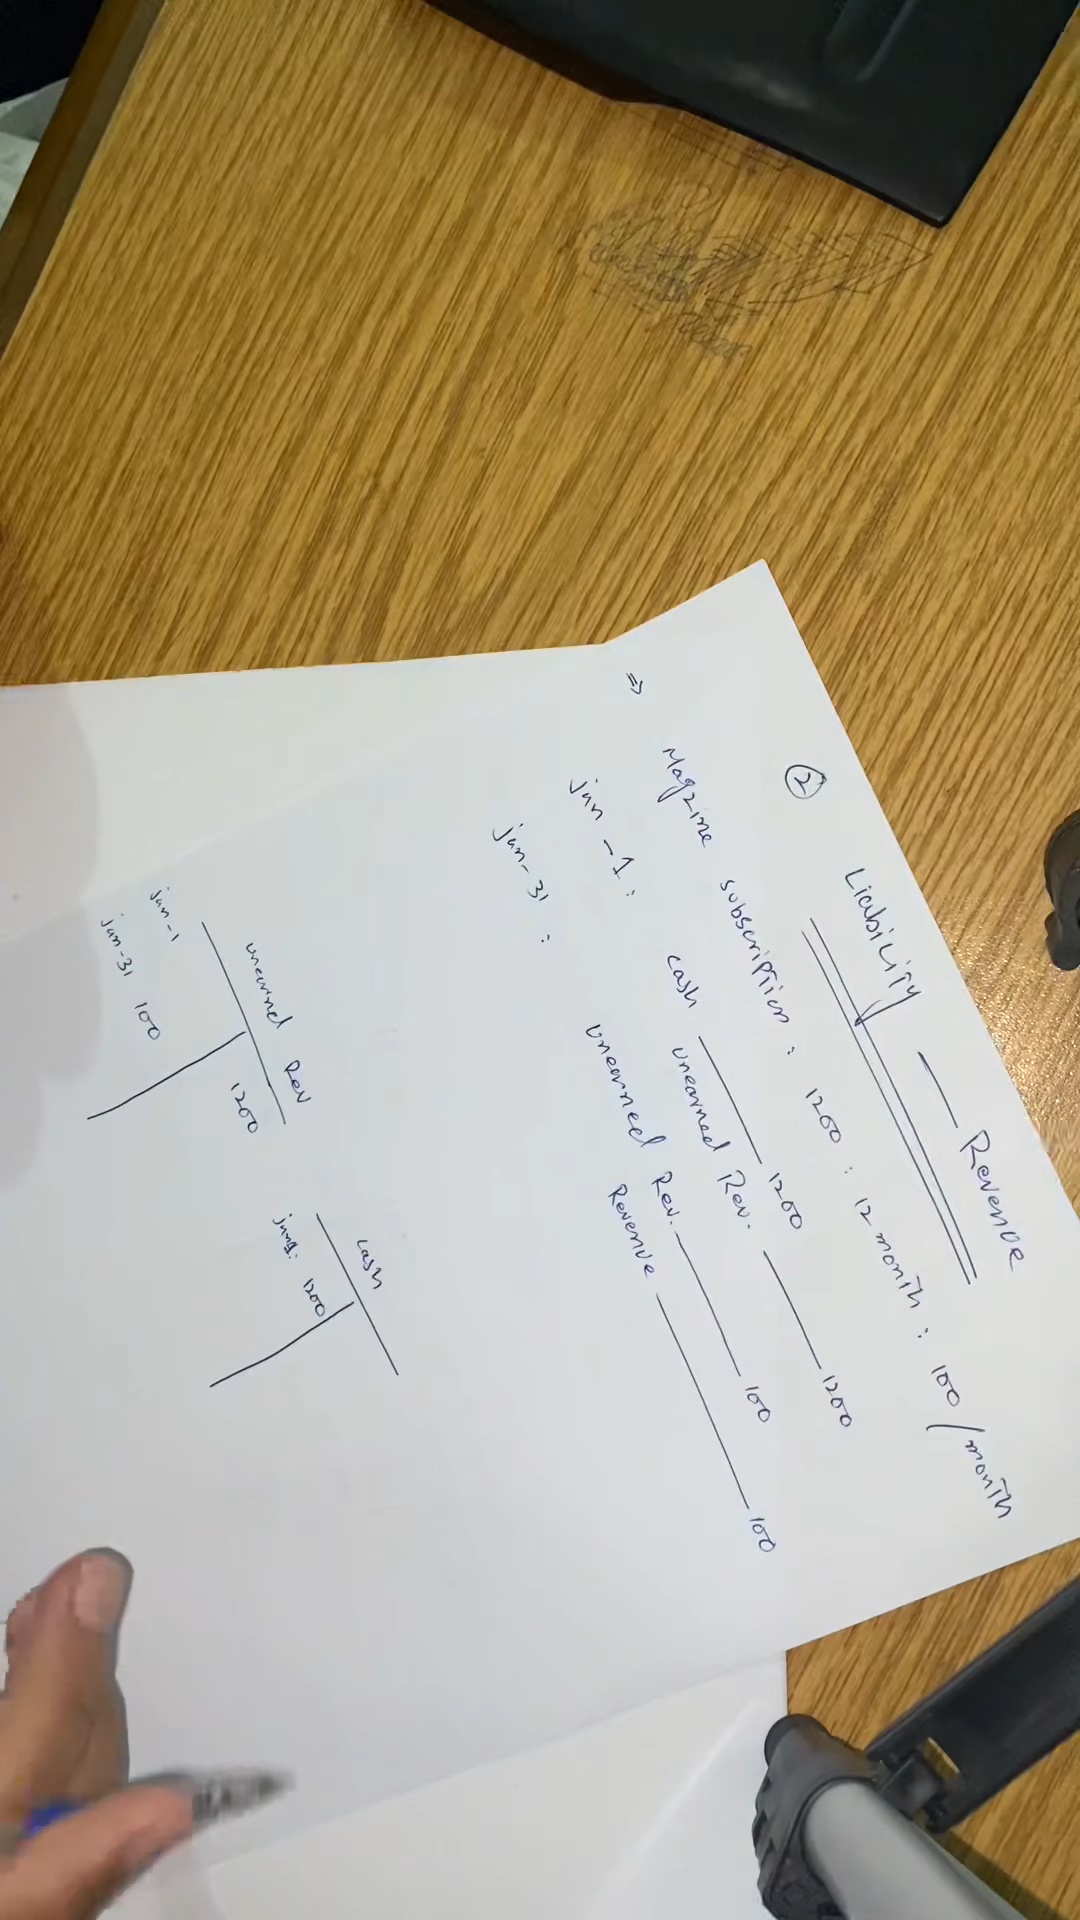 ② Liability — Revenue
⇒ Magzine subscription : 1200 : 12 month : 100 / month
jan - 1 : cash — 1200
unearned Rev. — 1200
jan - 31 : unearned Rev. — 100
Revenue — 100
unearned Rev
jan - 1 1200
jan - 31 100
cash
jan 1: 1200